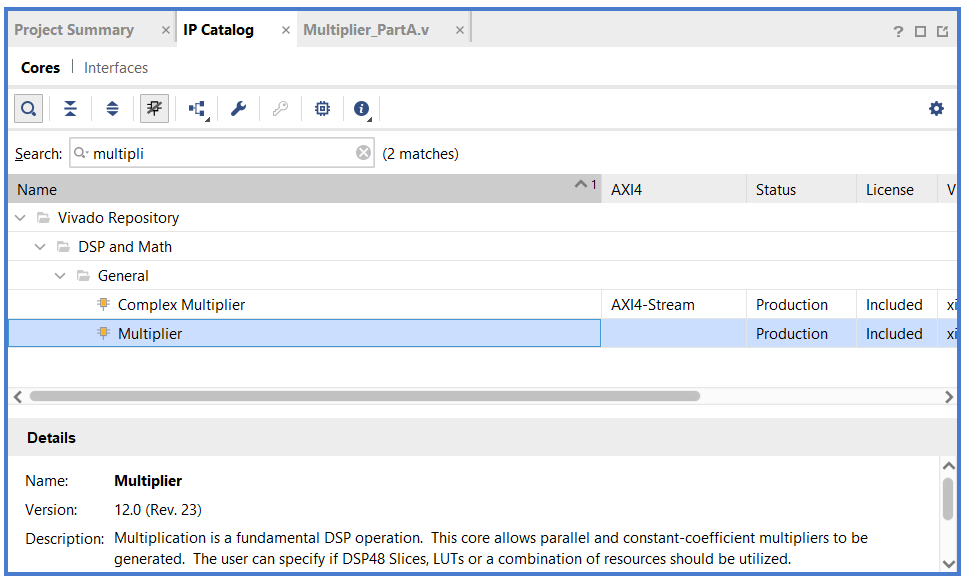 Project Summary × IP Catalog × Multiplier_PartA.v × ?
Cores | Interfaces
Search: multipli (2 matches)
Name 1 AXI4 Status License V
Vivado Repository
DSP and Math
General
Complex Multiplier AXI4-Stream Production Included xi
Multiplier Production Included xi
Details
Name: Multiplier
Version: 12.0 (Rev. 23)
Description: Multiplication is a fundamental DSP operation. This core allows parallel and constant-coefficient multipliers to be
generated. The user can specify if DSP48 Slices, LUTs or a combination of resources should be utilized.